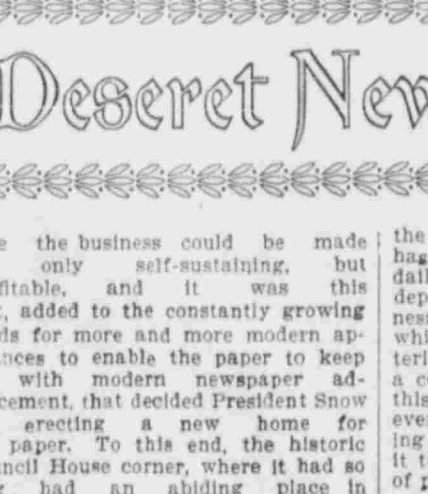 Deseret New
e the business could be made
only self-sustaining, but
fitable, and it was this
, added to the constantly growing
ds for more and more modern ap-
nces to enable the paper to keep
with modern newspaper ad-
cement, that decided President Snow
erecting a new home for
paper. To this end, the historic
ncil House corner, where it had so
had an abiding place in
the
hag
dail
dep
ness
whi
teri
a c
this
ever
ing
it t
of p